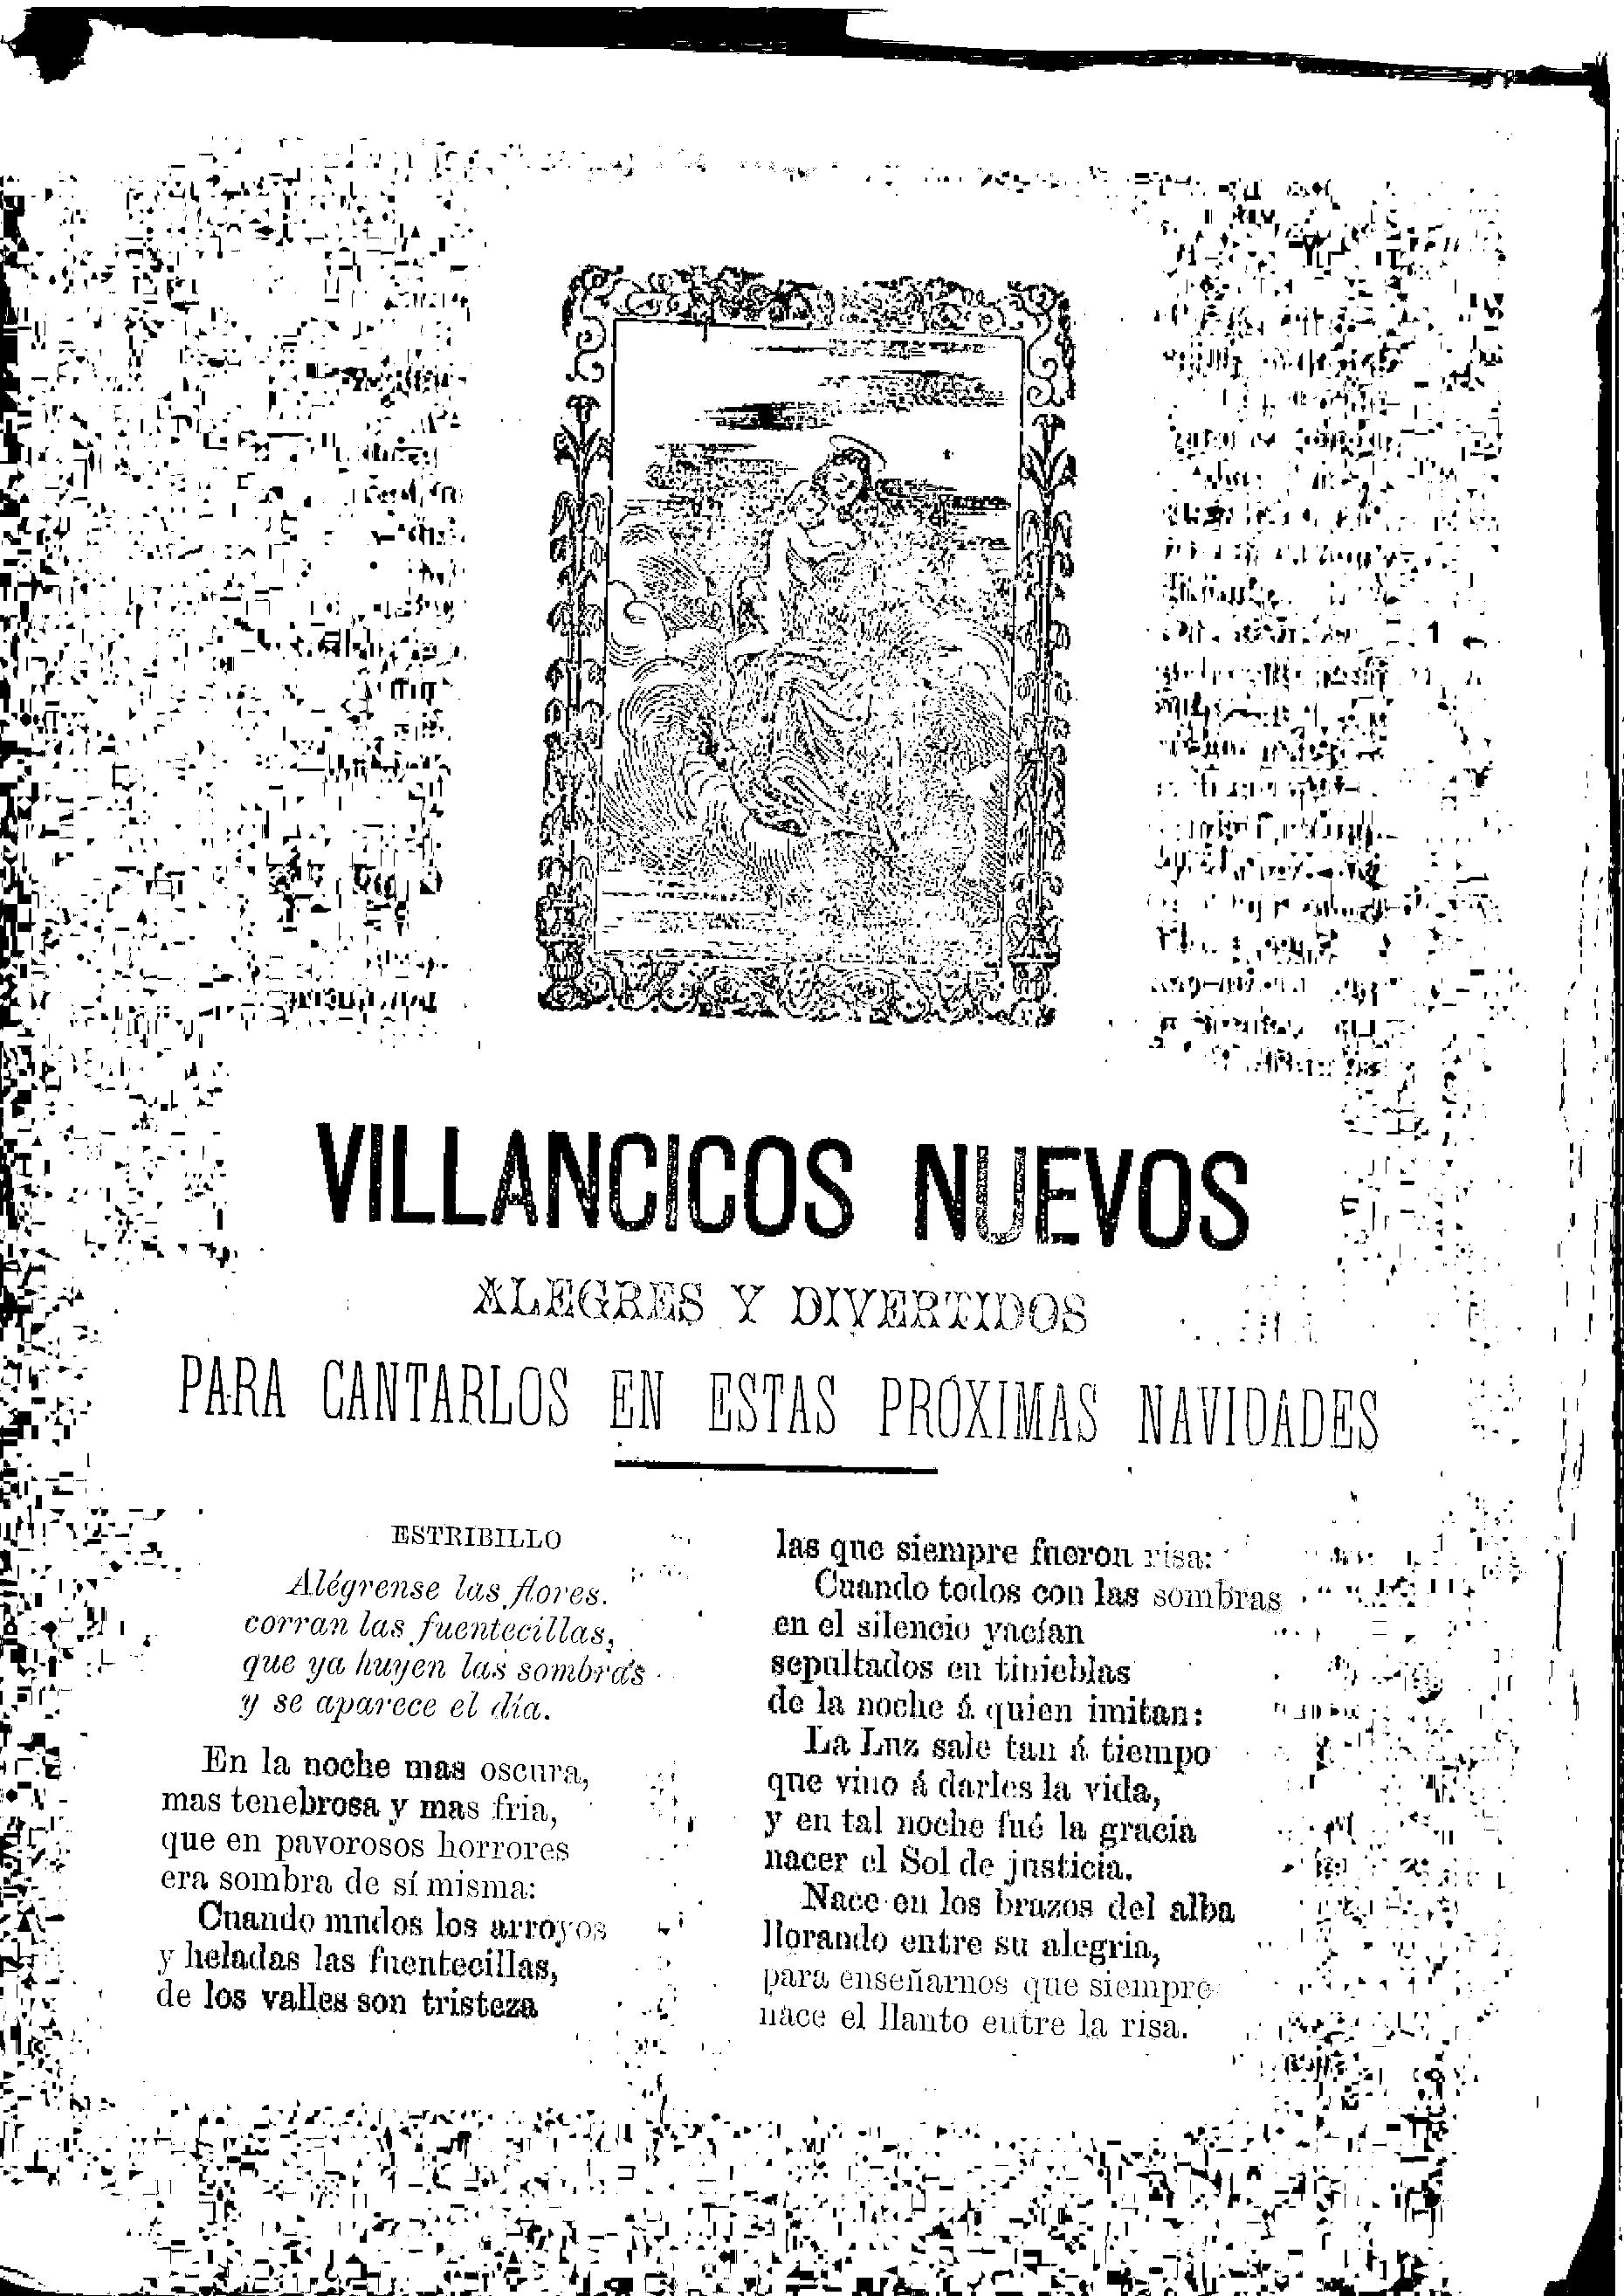 VILLANCICOS NUEVOS
ALEGRES Y DIVERTIDOS
PARA CANTARLOS EN ESTAS PRÓXIMAS NAVIDADES
ESTRIBILLO
Alégrense las flores.
corran las fuentecillas,
que ya huyen las sombras
y se aparece el día.
En la noche mas oscura,
mas tenebrosa y mas fria,
que en pavorosos horrores
era sombra de sí misma:
Cuando mudos los arroyos
y heladas las fuentecillas,
de los valles son tristeza
las que siempre fueron risa:
Cuando todos con las sombras
en el silencio yacían
sepultados en tinieblas
de la noche á quien imitan:
La Luz sale tan á tiempo
que vino á darles la vida,
y en tal noche fué la gracia
nacer el Sol de justicia.
Nace en los brazos del alba
llorando entre su alegria,
para enseñarnos que siempre
nace el llanto entre la risa.